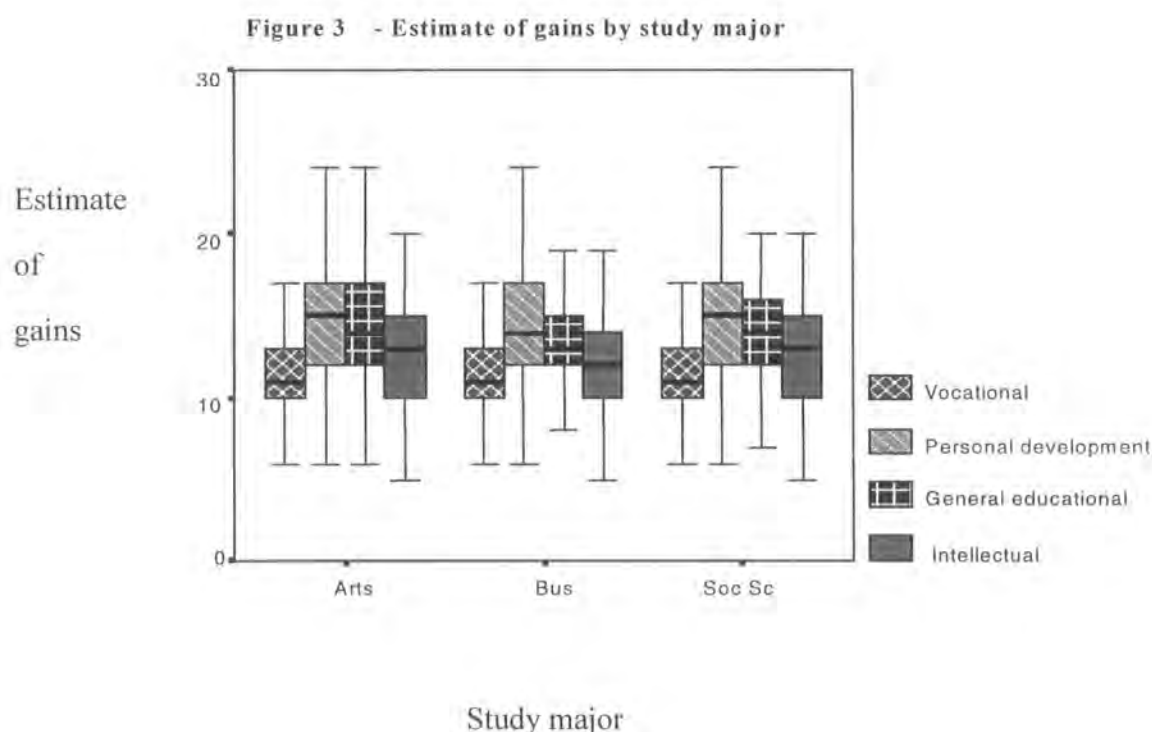 Figure 3 - Estimate of gains by study major
30
Estimate
of
gains
20
10
0
Vocational
Personal development
General educational
Intellectual
Arts Bus Soc Sc
Study major